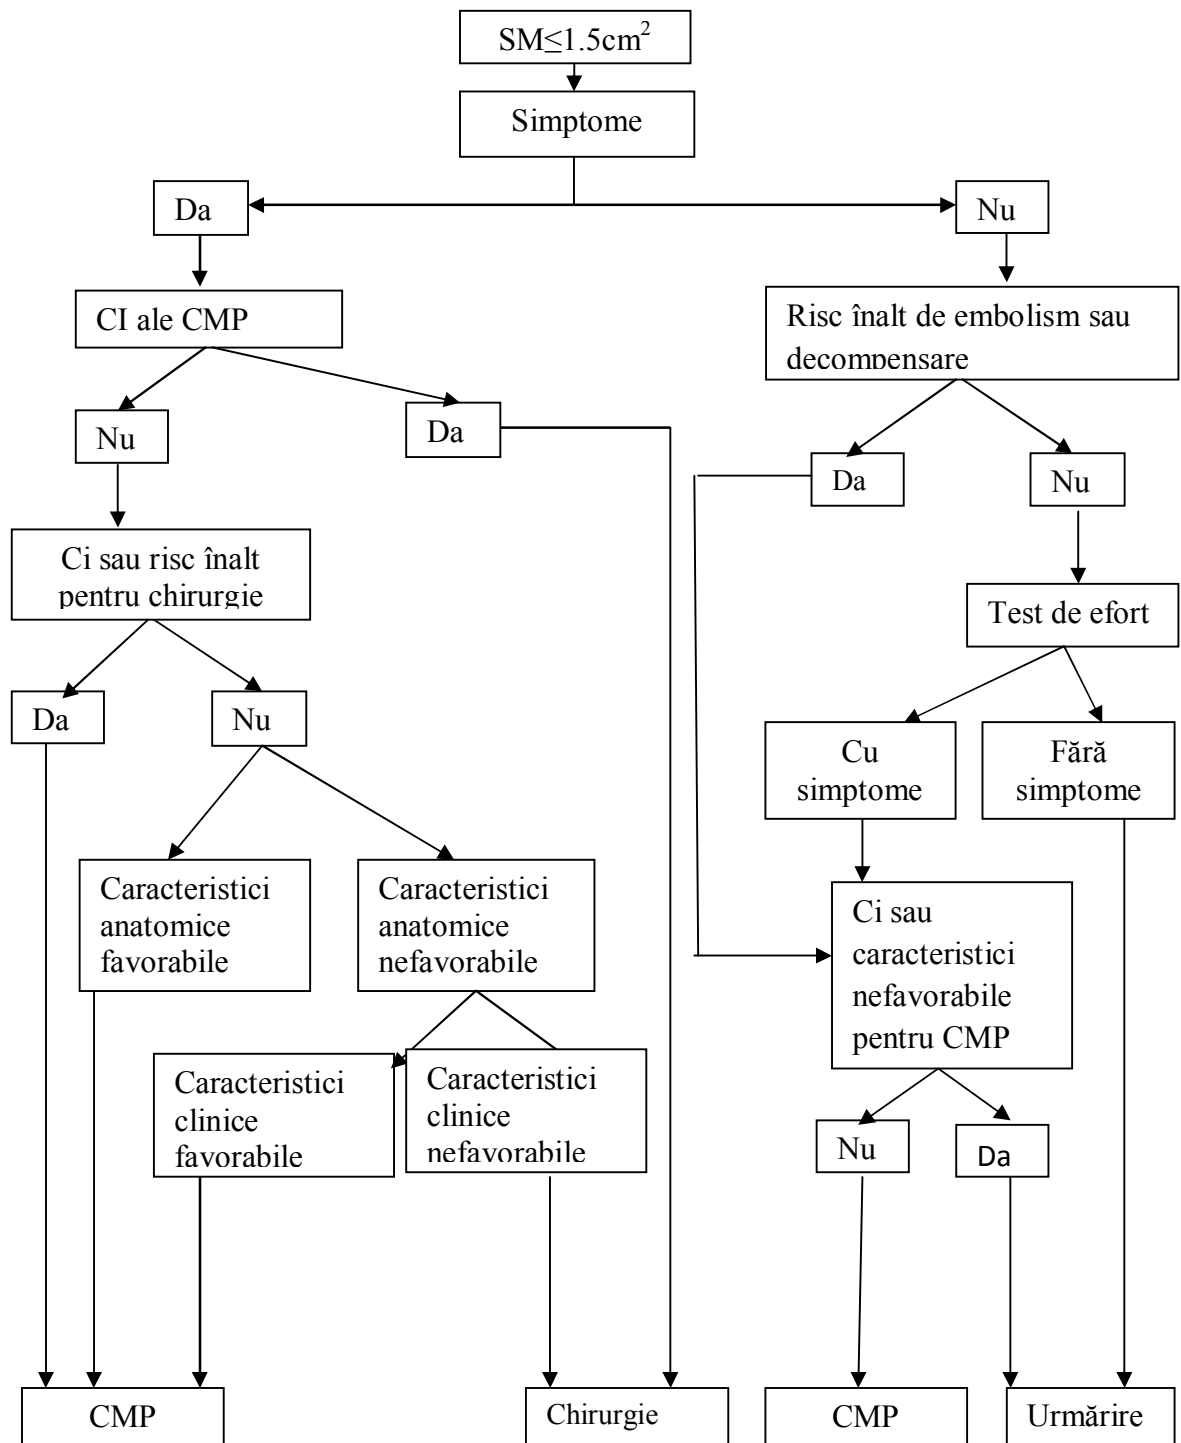 SM≤1.5cm²
Simptome
Da
Nu
CI ale CMP
Risc înalt de embolism sau
decompensare
Nu
Da
Da
Nu
Ci sau risc înalt
pentru chirurgie
Test de efort
Da
Nu
Cu
simptome
Fără
simptome
Caracteristici
anatomice
favorabile
Caracteristici
anatomice
nefavorabile
Ci sau
caracteristici
nefavorabile
pentru CMP
Caracteristici
clinice
favorabile
Caracteristici
clinice
nefavorabile
Nu
Da
CMP
Chirurgie
CMP
Urmărire